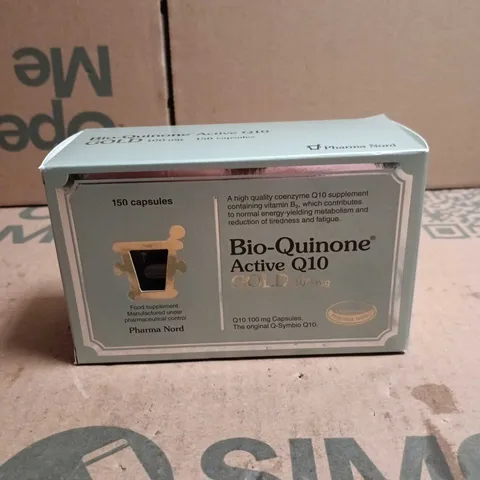 Open
Me
Bio-Quinone Active Q10
GOLD 100 mg 150 capsules
Pharma Nord
150 capsules
A high quality coenzyme Q10 supplement
containing vitamin B2, which contributes
to normal energy-yielding metabolism and
reduction of tiredness and fatigue.
Bio-Quinone®
Active Q10
GOLD 100 mg
Food supplement
Manufactured under
pharmaceutical control
Pharma Nord
Q10 100 mg Capsules.
The original Q-Symbio Q10.